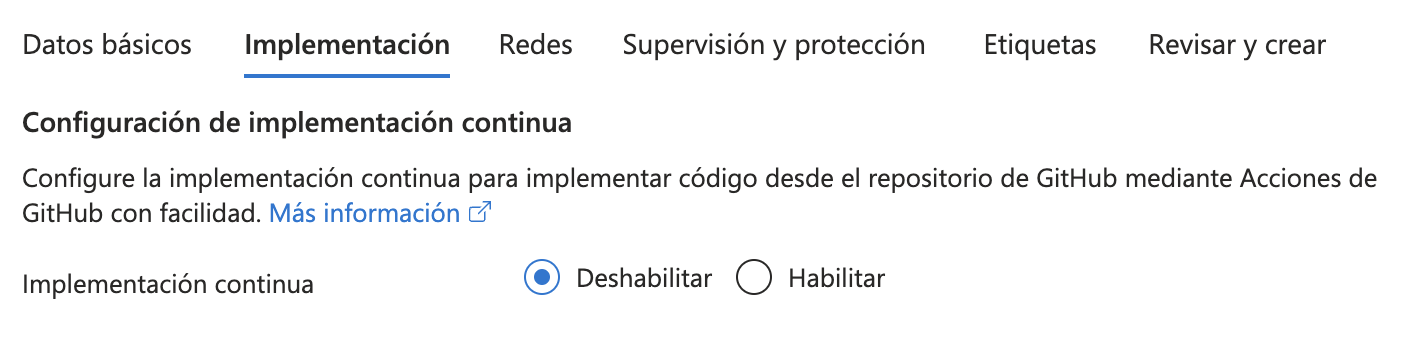 Datos básicos Implementación Redes Supervisión y protección Etiquetas Revisar y crear
Configuración de implementación continua
Configure la implementación continua para implementar código desde el repositorio de GitHub mediante Acciones de
GitHub con facilidad. Más información
Implementación continua Deshabilitar Habilitar